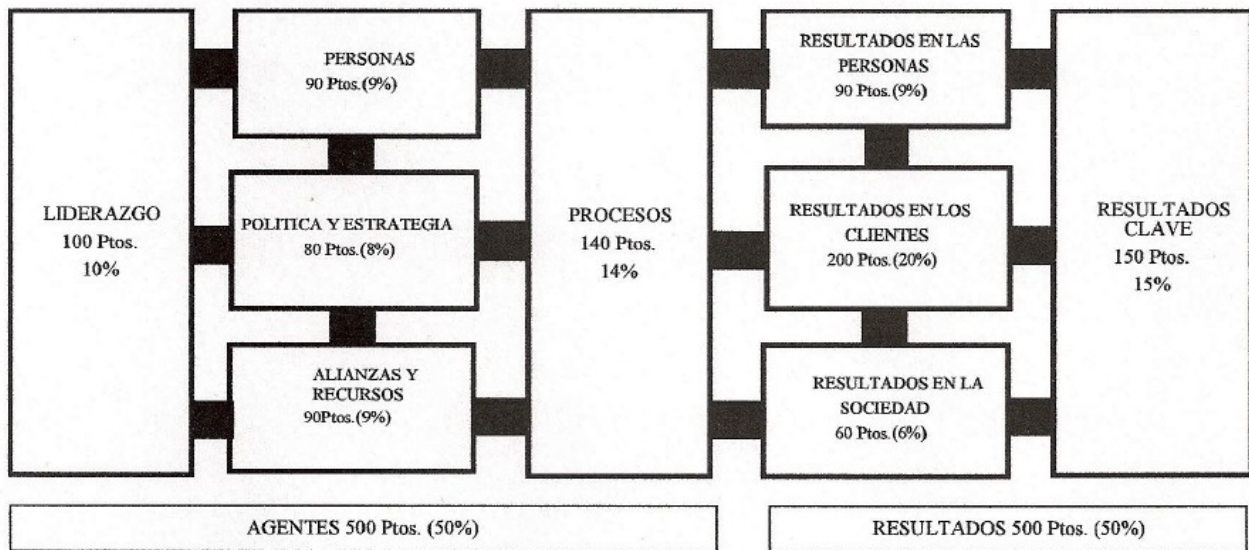 LIDERAZGO
100 Ptos.
10%
PERSONAS
90 Ptos.(9%)
POLITICA Y ESTRATEGIA
80 Ptos.(8%)
ALIANZAS Y
RECURSOS
90Ptos.(9%)
PROCESOS
140 Ptos.
14%
RESULTADOS EN LAS
PERSONAS
90 Ptos.(9%)
RESULTADOS EN LOS
CLIENTES
200 Ptos.(20%)
RESULTADOS EN LA
SOCIEDAD
60 Ptos.(6%)
RESULTADOS
CLAVE
150 Ptos.
15%
AGENTES 500 Ptos. (50%)
RESULTADOS 500 Ptos. (50%)